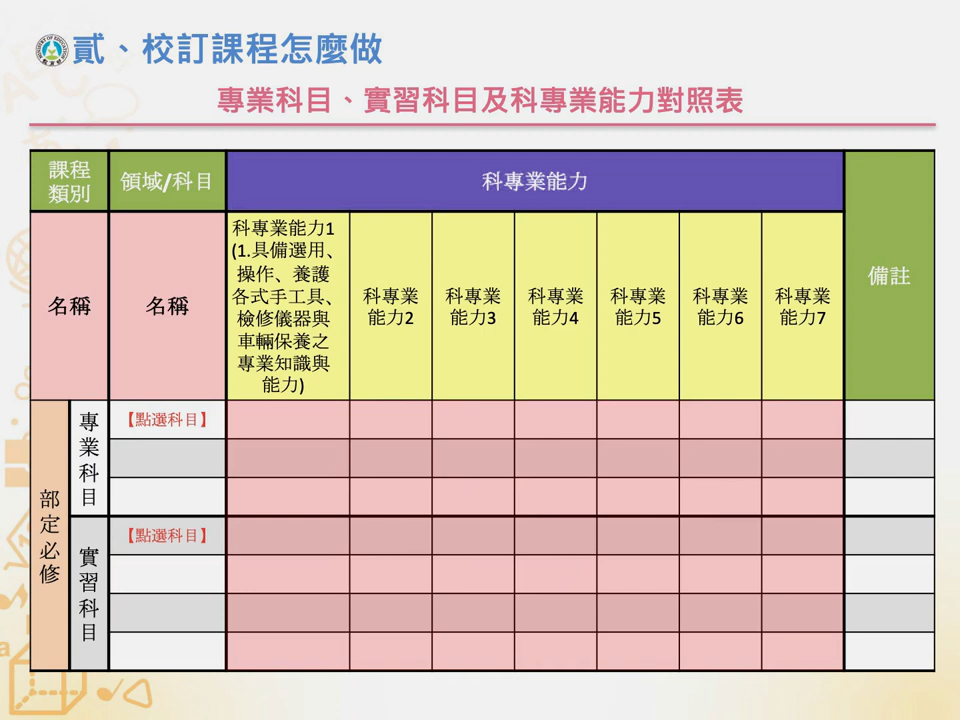 貳、校訂課程怎麼做
專業科目、實習科目及科專業能力對照表
課程
類別
領域/科目
科專業能力
備註
名稱
名稱
科專業能力1
(1.具備選用、
操作、養護
各式手工具、
檢修儀器與
車輛保養之
專業知識與
能力)
科專業
能力2
科專業
能力3
科專業
能力4
科專業
能力5
科專業
能力6
科專業
能力7
部定必修
專業科目
【點選科目】
實習科目
【點選科目】